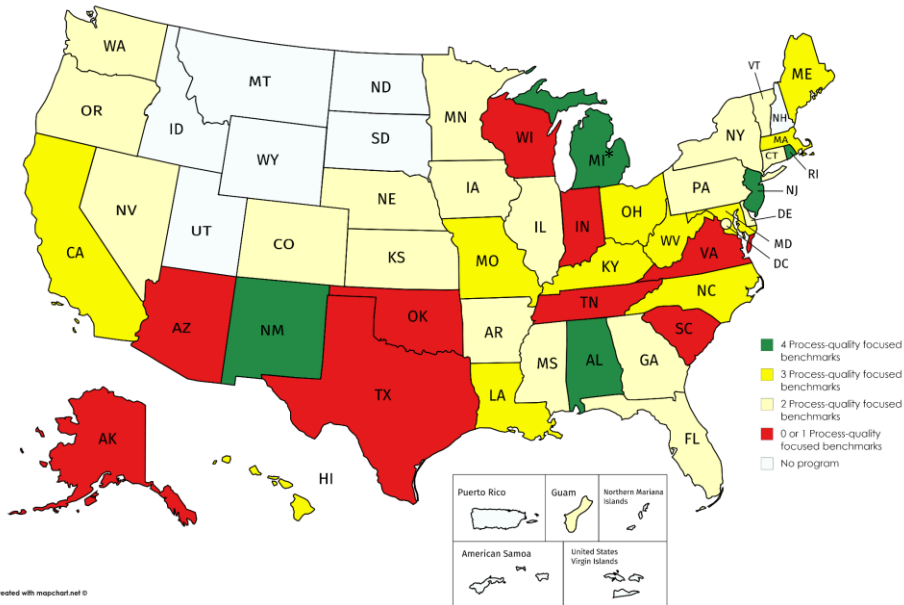 WA
MT
ND
MN
VT
ME
OR
ID
SD
WI
MI*
NY
NH
MA
CT
RI
WY
NE
IA
PA
NJ
NV
UT
CO
KS
IL
IN
OH
DE
MD
DC
CA
MO
WV
VA
KY
NC
AZ
NM
OK
AR
TN
SC
TX
LA
MS
AL
GA
FL
AK
HI
4 Process-quality focused
benchmarks
3 Process-quality focused
benchmarks
2 Process-quality focused
benchmarks
0 or 1 Process-quality
focused benchmarks
No program
Puerto Rico
Guam
Northern Mariana
Islands
American Samoa
United States
Virgin Islands
reated with mapchart.net ©